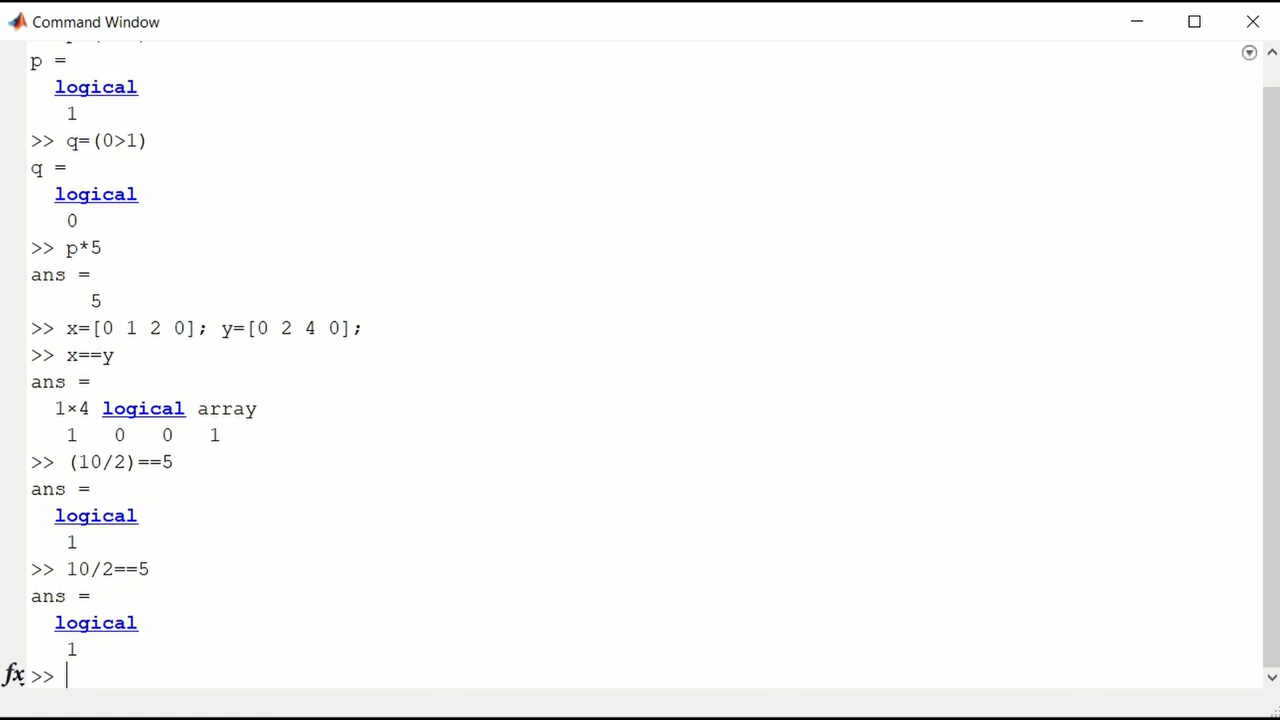 Command Window
p =
logical
1
>> q=(0>1)
q =
logical
0
>> p*5
ans =
5
>> x=[0 1 2 0]; y=[0 2 4 0];
>> x==y
ans =
1×4 logical array
1 0 0 1
>> (10/2)==5
ans =
logical
1
>> 10/2==5
ans =
logical
1
fx >>